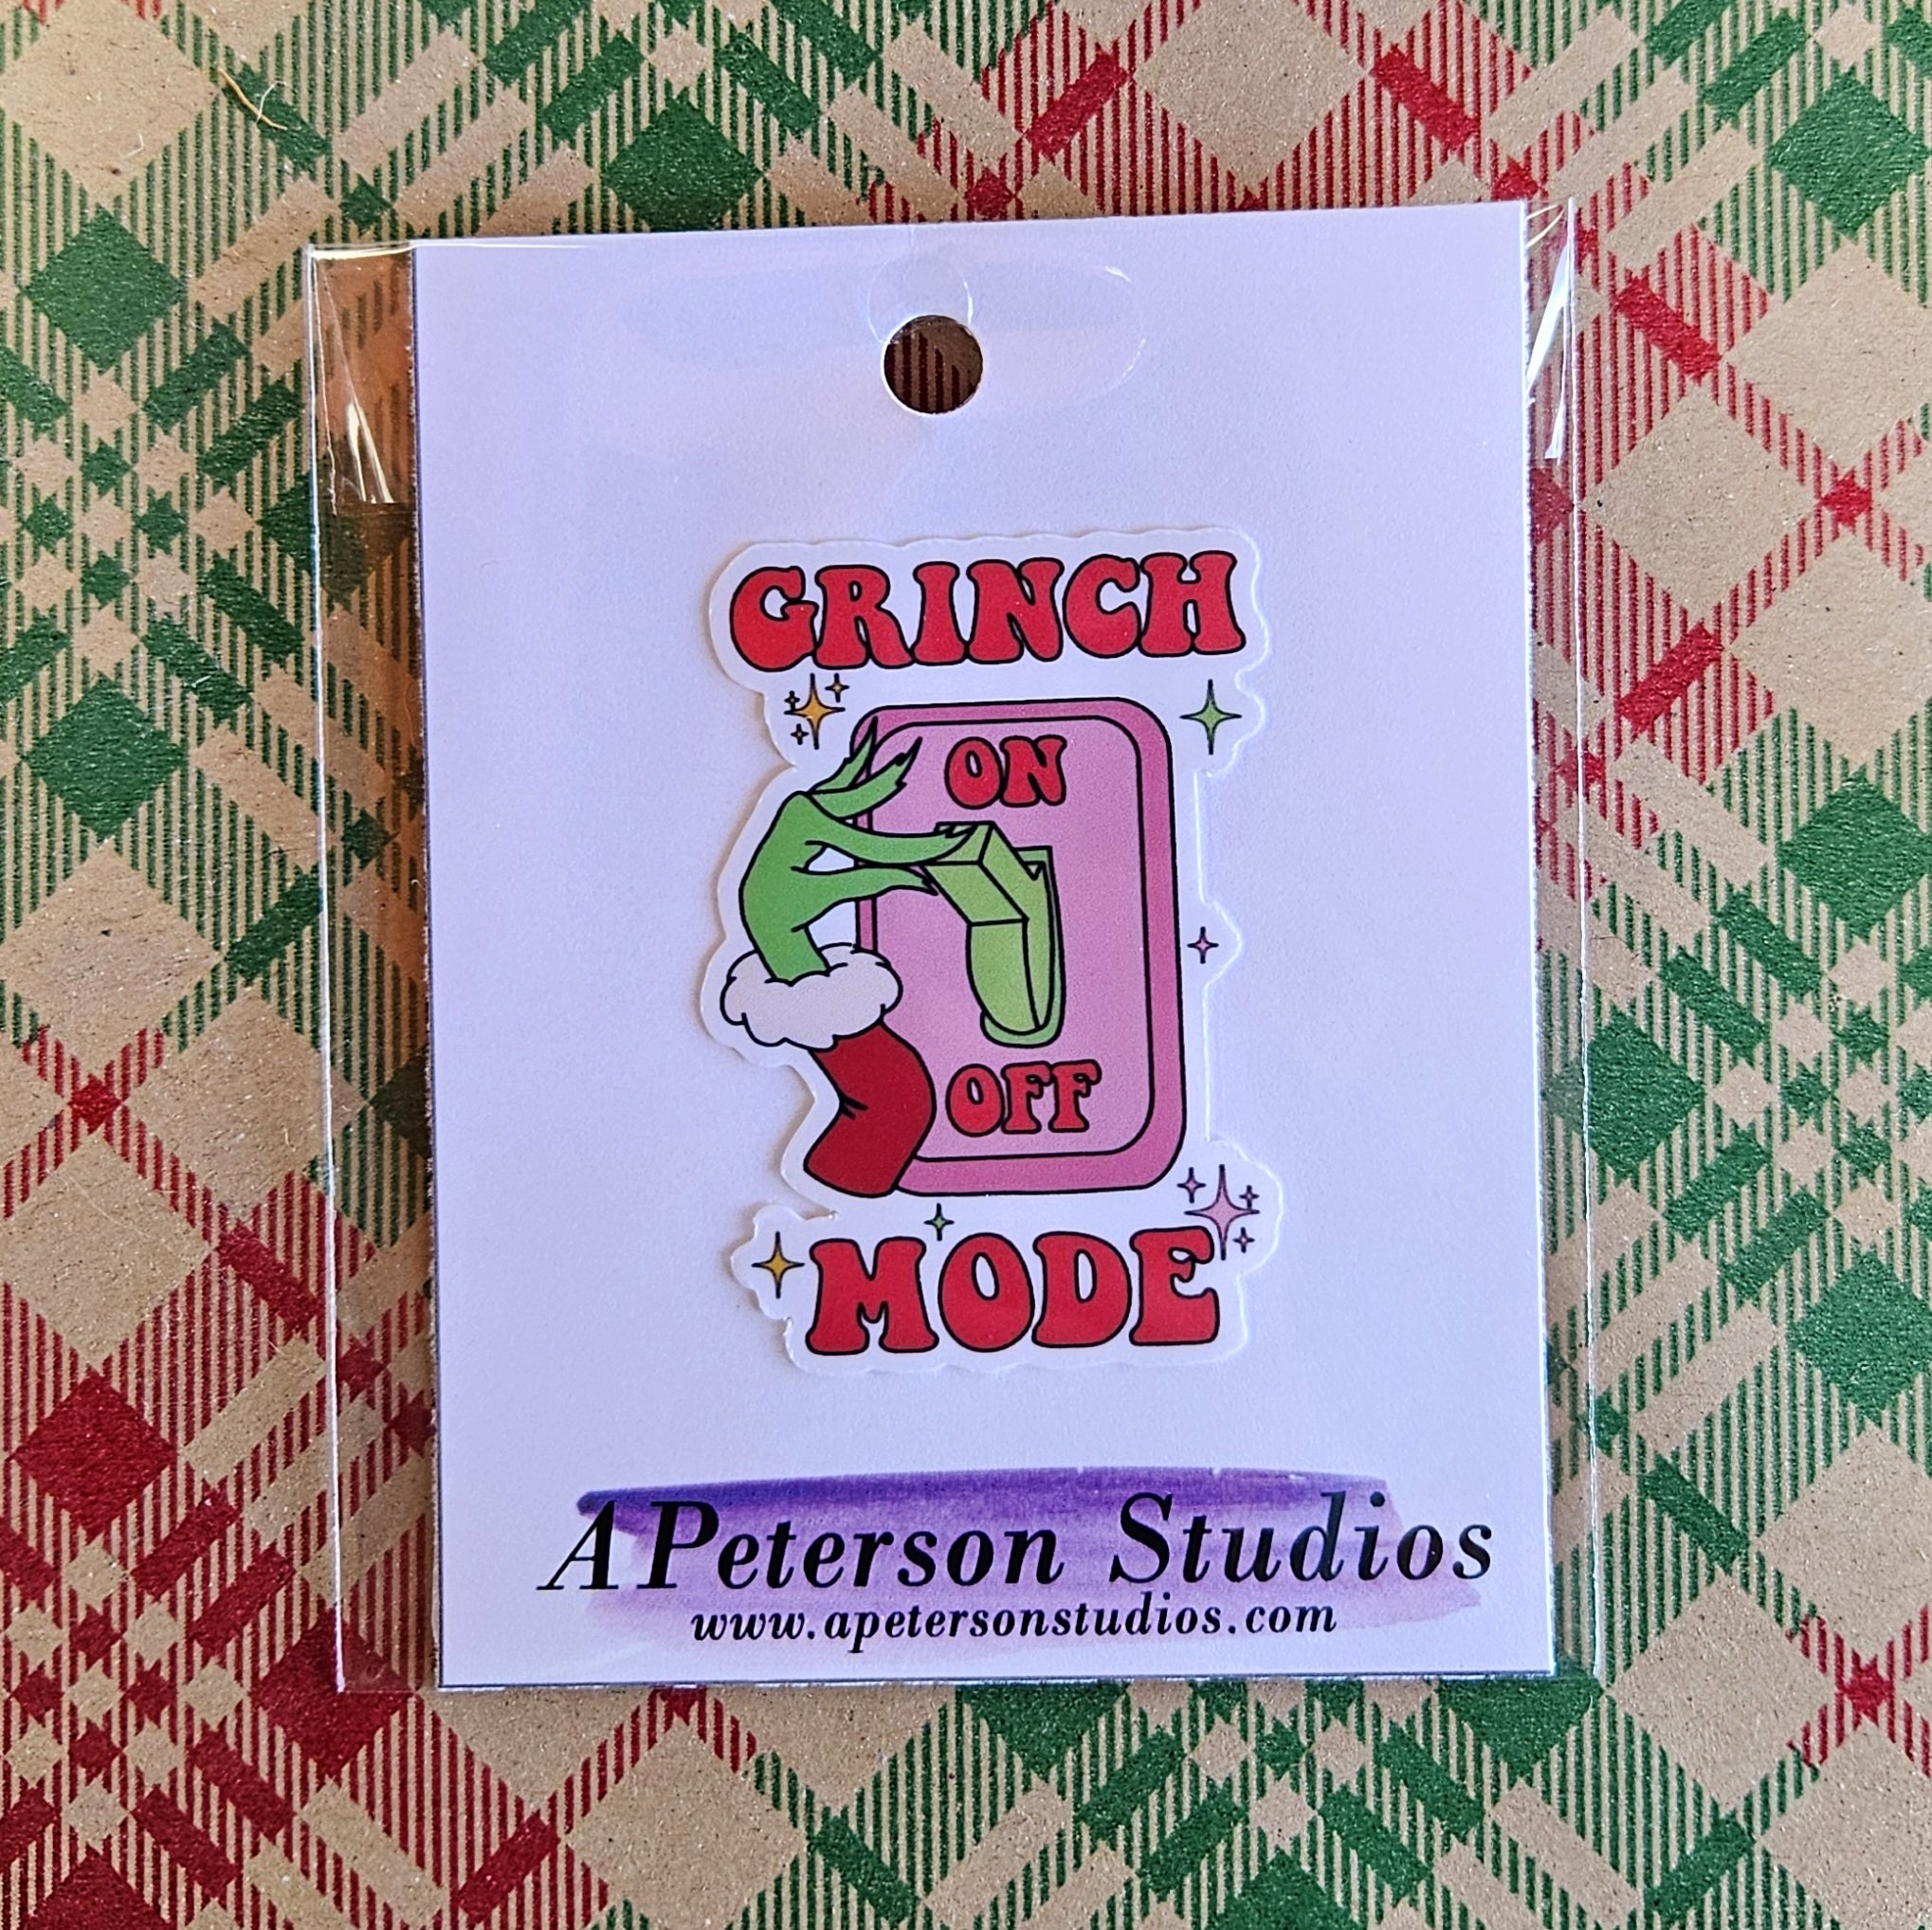 GRINCH
ON
OFF
MODE
APeterson Studios
www.apetersonstudios.com